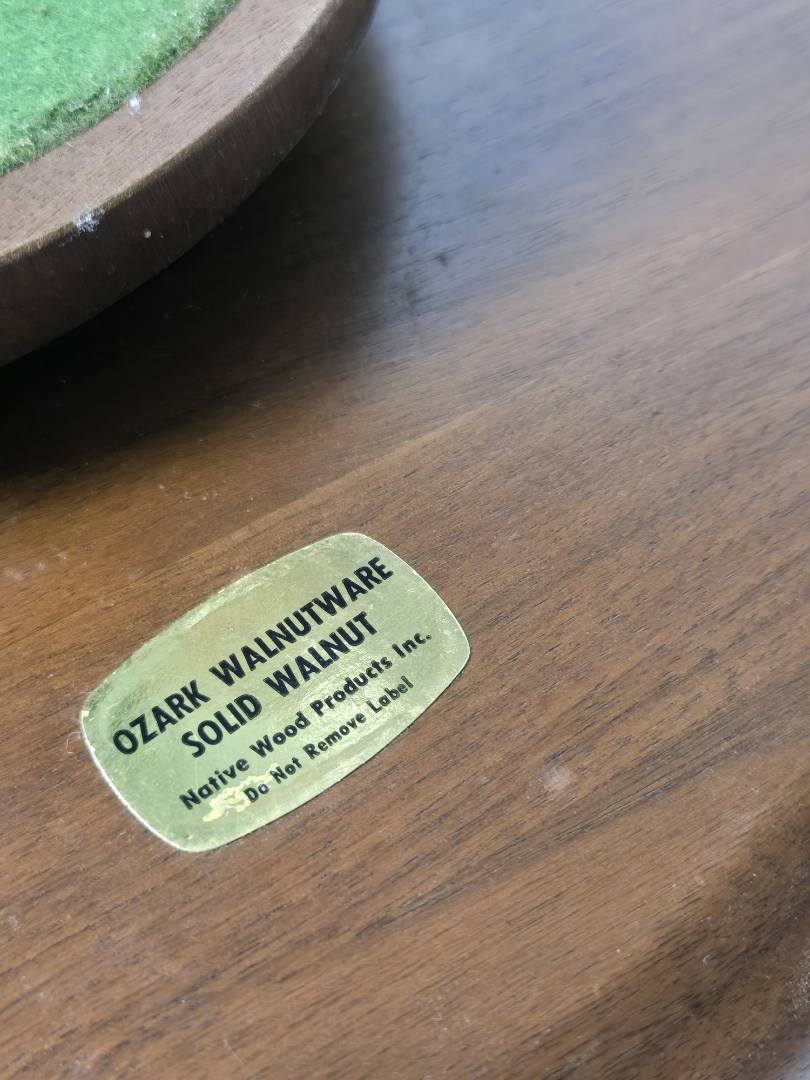 OZARK WALNUTWARE
SOLID WALNUT
Native Wood Products Inc.
Do Not Remove Label